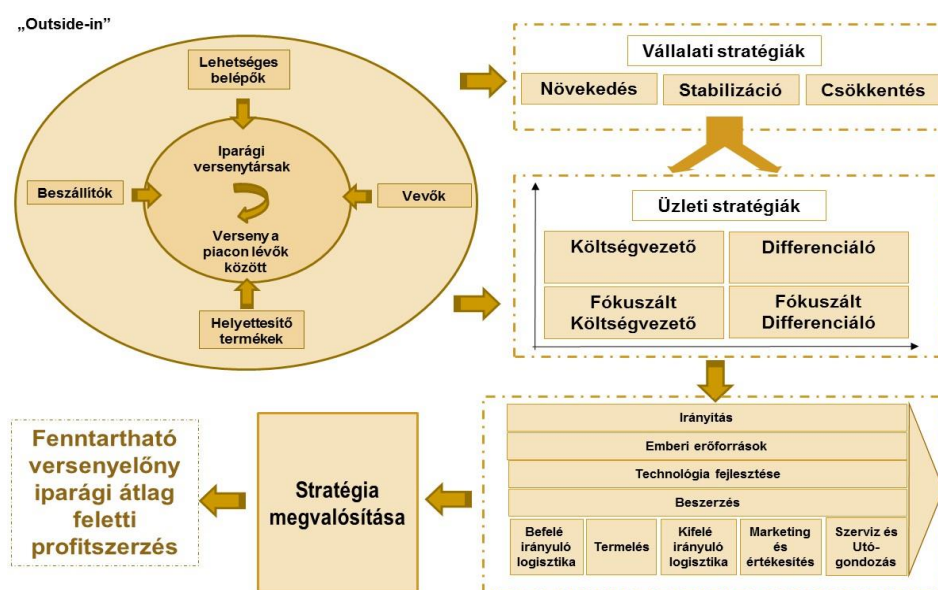 „Outside-in”
Lehetséges
belépők
Iparági
versenytársak
Beszállítók
Vevők
Verseny a
piacon lévők
között
Helyettesítő
termékek
Vállalati stratégiák
Növekedés
Stabilizáció
Csökkentés
Üzleti stratégiák
Költségvezető
Differenciáló
Fókuszált
Költségvezető
Fókuszált
Differenciáló
Irányítás
Emberi erőforrások
Technológia fejlesztése
Beszerzés
Befelé
irányuló
logisztika
Termelés
Kifelé
irányuló
logisztika
Marketing
és
értékesítés
Szerviz és
Utó-
gondozás
Stratégia
megvalósítása
Fenntartható
versenyelőny
iparági átlag
feletti
profitszerzés